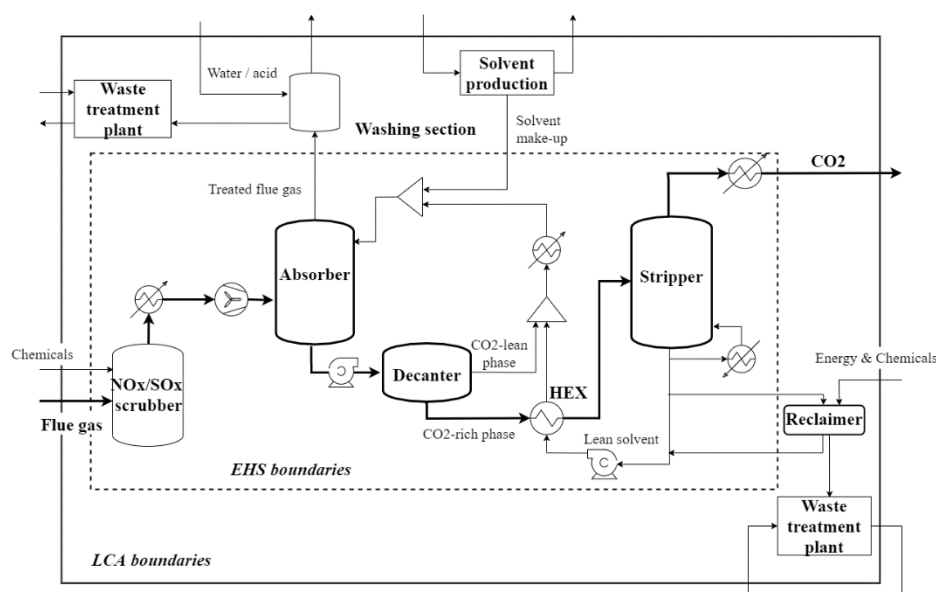 Water / acid
Solvent
production
Waste
treatment
plant
Washing section
Solvent
make-up
CO2
Treated flue gas
Absorber
Stripper
Chemicals
NOx/SOx
scrubber
Flue gas
CO2-lean
phase
Decanter
HEX
CO2-rich phase
Lean solvent
Energy & Chemicals
Reclaimer
EHS boundaries
Waste
treatment
plant
LCA boundaries